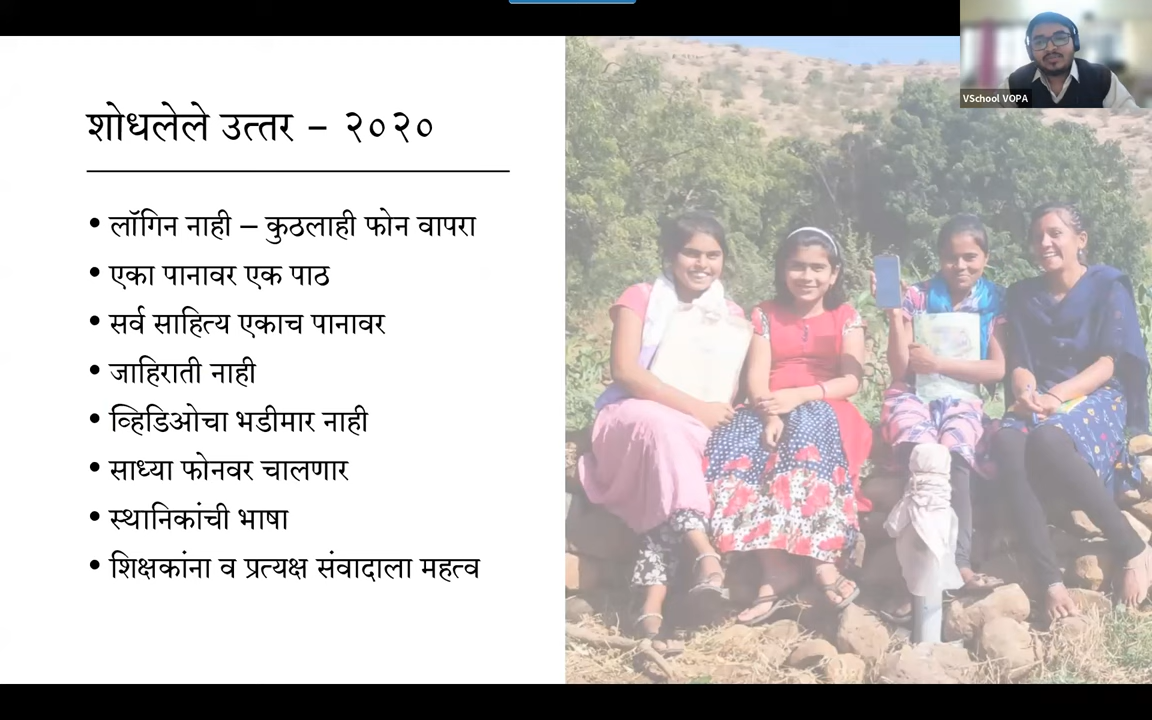 शोधलेले उत्तर – २०२०
• लॉगिन नाही – कुठलाही फोन वापरा
• एका पानावर एक पाठ
• सर्व साहित्य एकाच पानावर
• जाहिराती नाही
• व्हिडिओचा भडीमार नाही
• साध्या फोनवर चालणार
• स्थानिकांची भाषा
• शिक्षकांना व प्रत्यक्ष संवादाला महत्व
VSchool VOPA